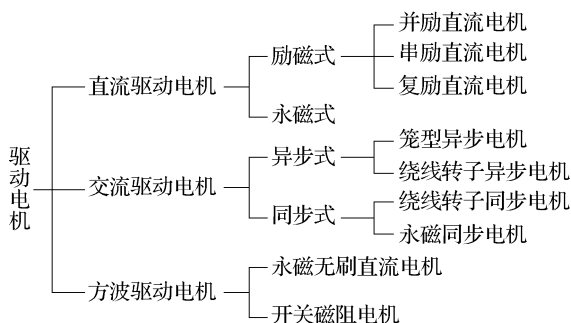 驱动电机
直流驱动电机
励磁式
并励直流电机
串励直流电机
复励直流电机
永磁式
交流驱动电机
异步式
笼型异步电机
绕线转子异步电机
同步式
绕线转子同步电机
永磁同步电机
方波驱动电机
永磁无刷直流电机
开关磁阻电机